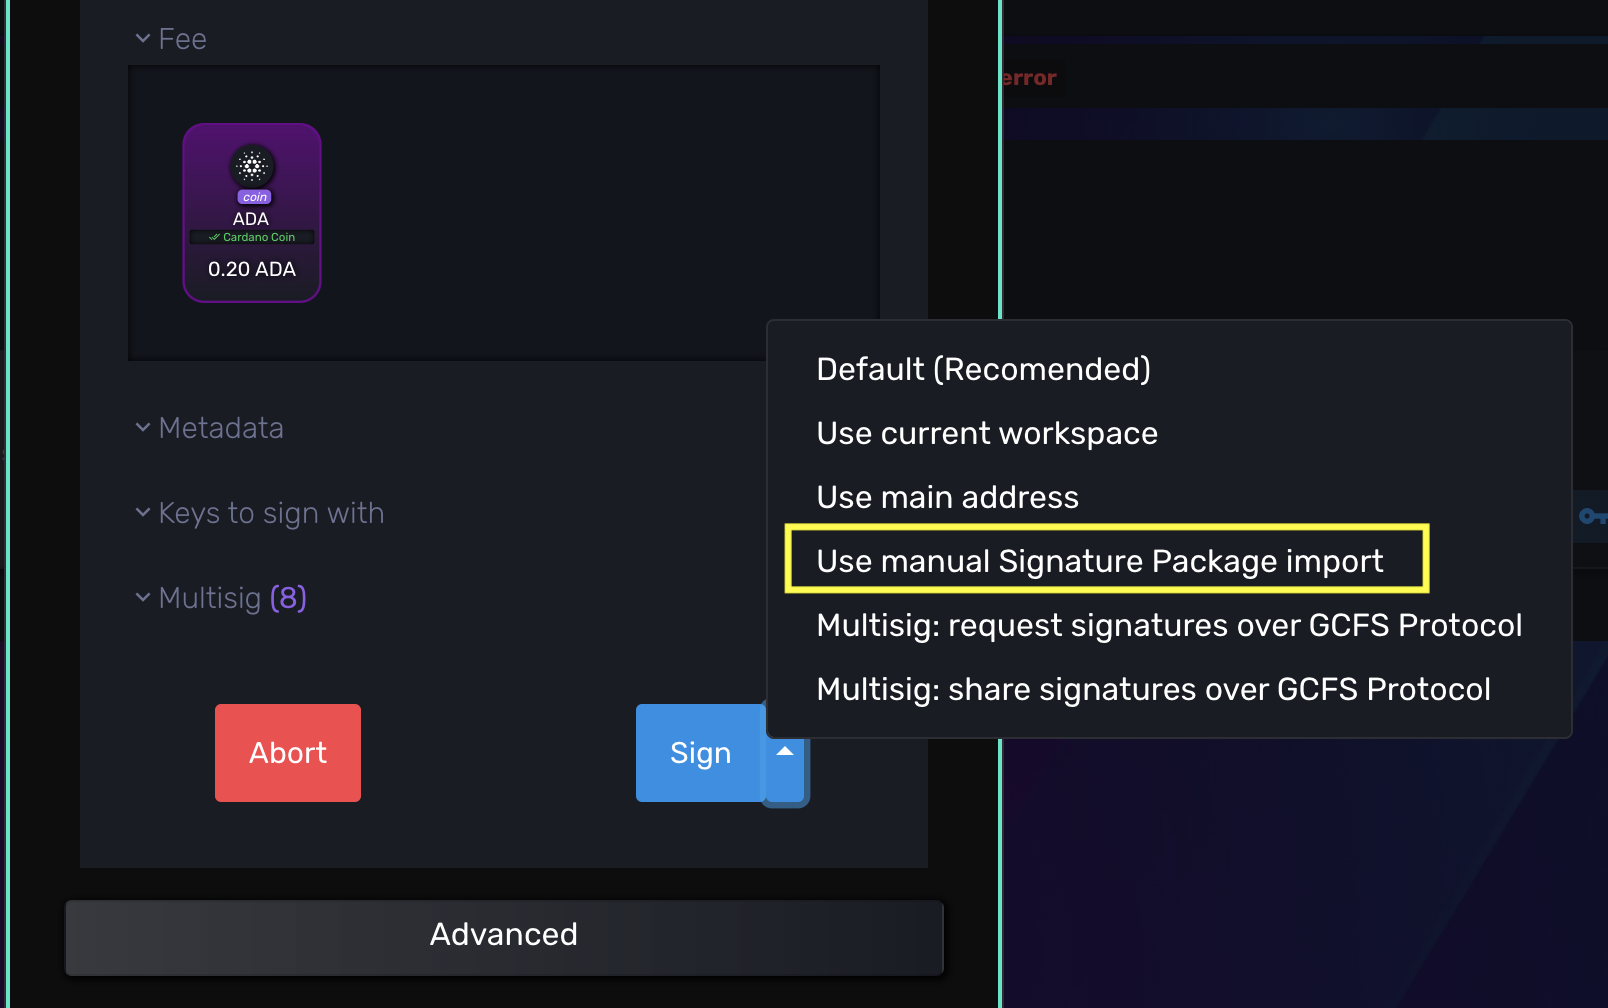 Fee
error
coin
ADA
Cardano Coin
0.20 ADA
Default (Recomended)
Use current workspace
Use main address
Use manual Signature Package import
Multisig: request signatures over GCFS Protocol
Multisig: share signatures over GCFS Protocol
Metadata
Keys to sign with
Multisig (8)
Abort
Sign
Advanced